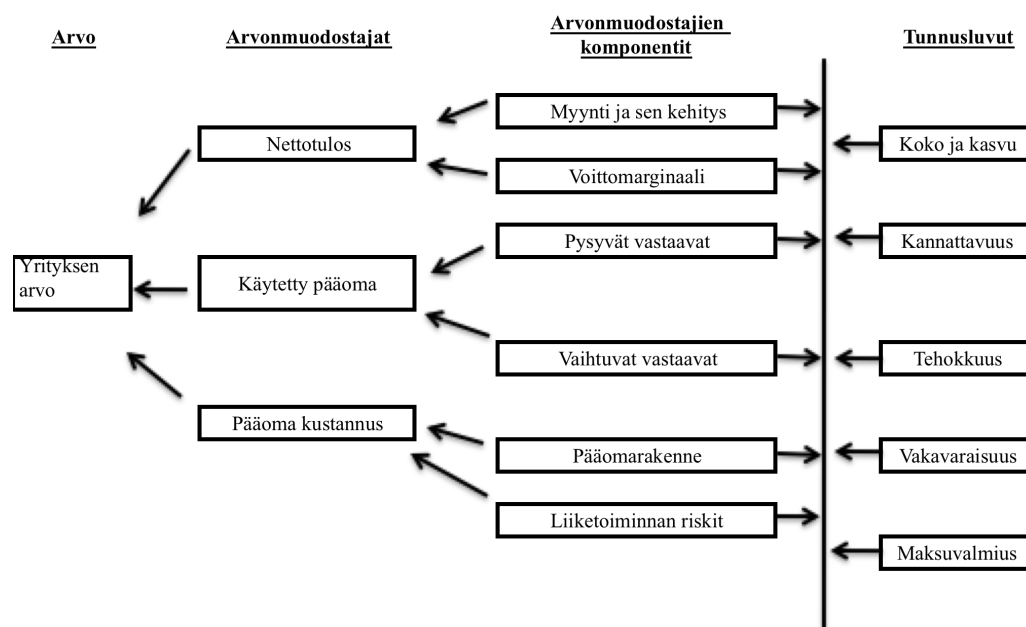 Arvo
Arvonmuodostajat
Arvonmuodostajien
komponentit
Tunnusluvut
Myynti ja sen kehitys
Nettotulos
Koko ja kasvu
Voittomarginaali
Pysyvät vastaavat
Kannattavuus
Yrityksen
arvo
Käytetty pääoma
Vaihtuvat vastaavat
Tehokkuus
Pääoma kustannus
Pääomarakenne
Vakavaraisuus
Liiketoiminnan riskit
Maksuvalmius